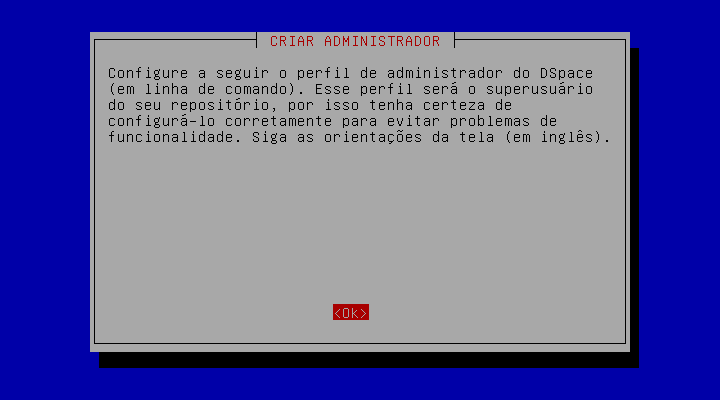 CRIAR ADMINISTRADOR
Configure a seguir o perfil de administrador do DSpace
(em linha de comando). Esse perfil será o superusuário
do seu repositório, por isso tenha certeza de
configurá-lo corretamente para evitar problemas de
funcionalidade. Siga as orientações da tela (em inglês).
<Ok>